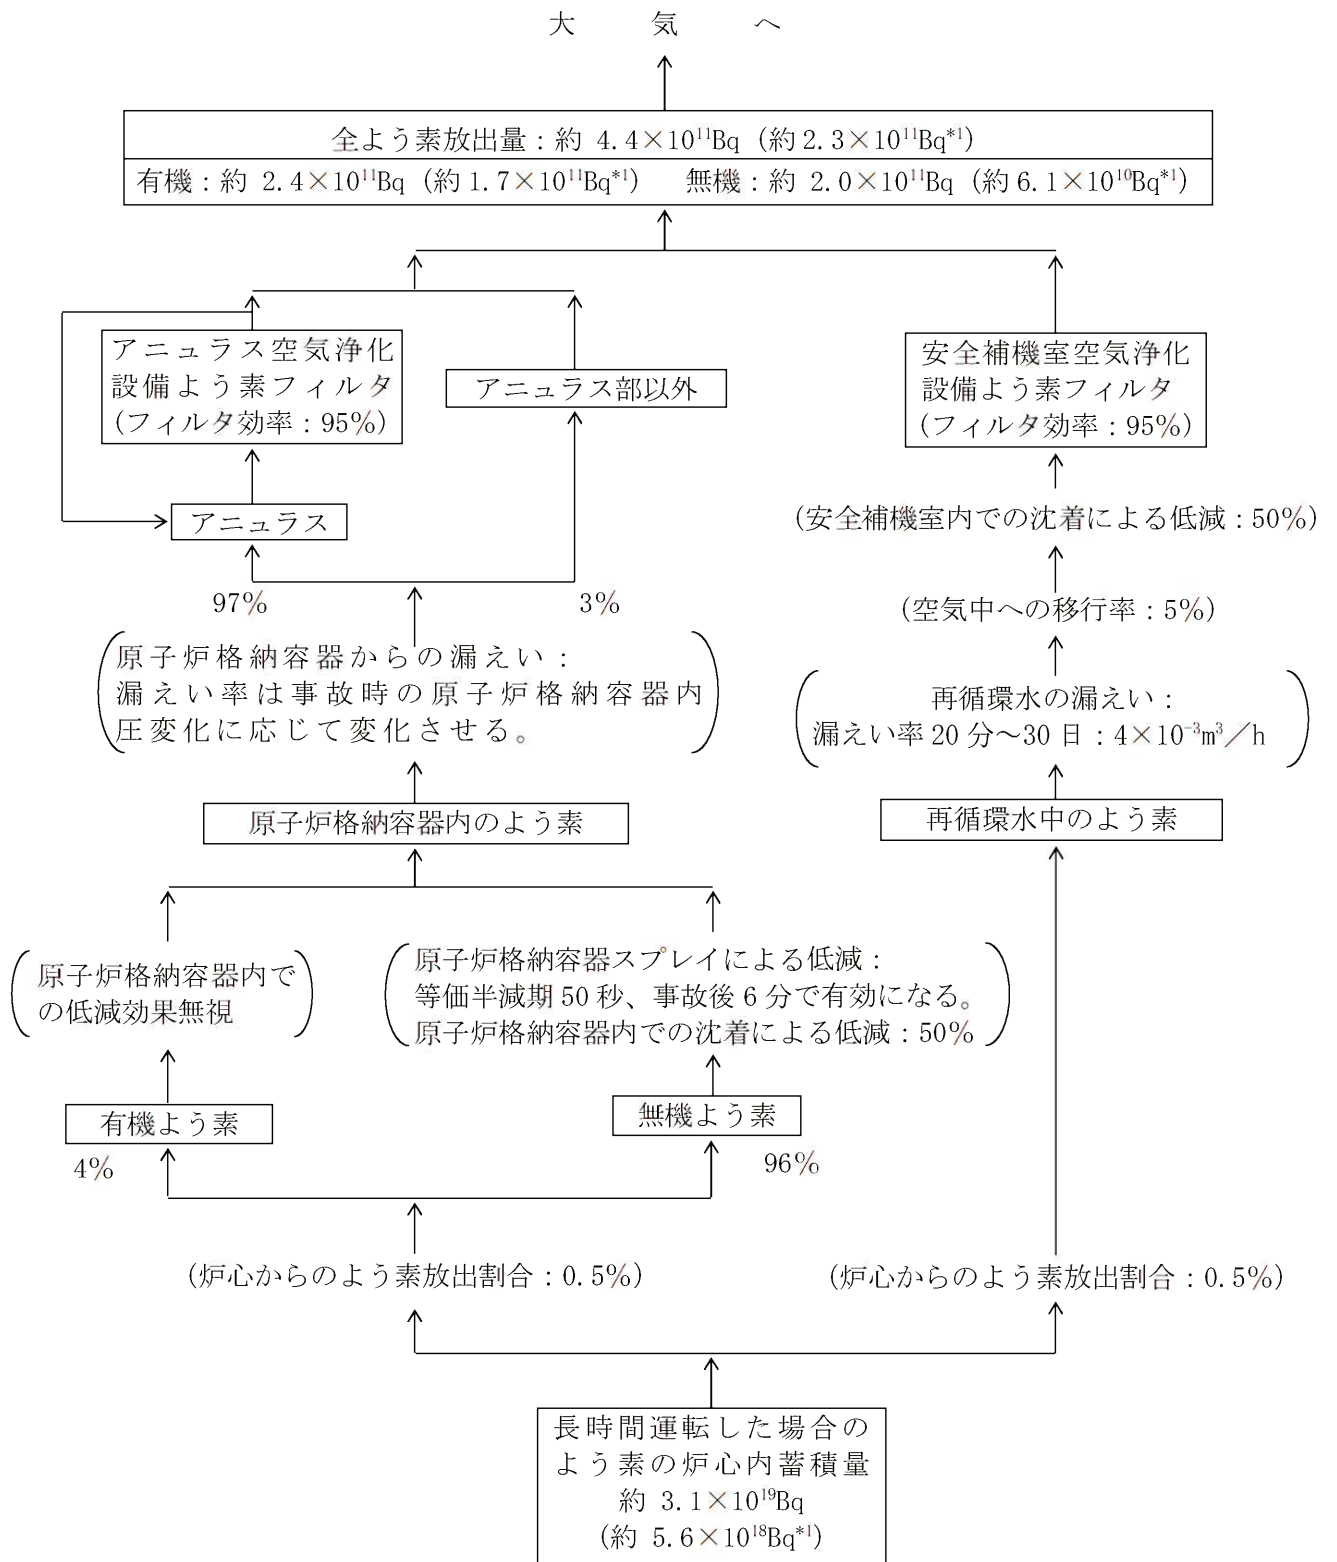 大気へ
全よう素放出量：約 4.4×10¹¹Bq（約2.3×10¹¹Bq*¹）
有機：約 2.4×10¹¹Bq（約1.7×10¹¹Bq*¹） 無機：約 2.0×10¹¹Bq（約6.1×10¹⁰Bq*¹）
アニュラス空気浄化
設備よう素フィルタ
(フィルタ効率：95%)
アニュラス部以外
安全補機室空気浄化
設備よう素フィルタ
(フィルタ効率：95%)
アニュラス
(安全補機室内での沈着による低減：50%)
97%
3%
(空気中への移行率：5%)
原子炉格納容器からの漏えい：
漏えい率は事故時の原子炉格納容器内
圧変化に応じて変化させる。
再循環水の漏えい：
漏えい率20分～30日：4×10⁻³m³／h
原子炉格納容器内のよう素
再循環水中のよう素
原子炉格納容器内で
の低減効果無視
原子炉格納容器スプレイによる低減：
等価半減期50秒、事故後6分で有効になる。
原子炉格納容器内での沈着による低減：50%
有機よう素
無機よう素
4%
96%
(炉心からのよう素放出割合：0.5%)
(炉心からのよう素放出割合：0.5%)
長時間運転した場合の
よう素の炉心内蓄積量
約 3.1×10¹⁹Bq
(約 5.6×10¹⁸Bq*¹)